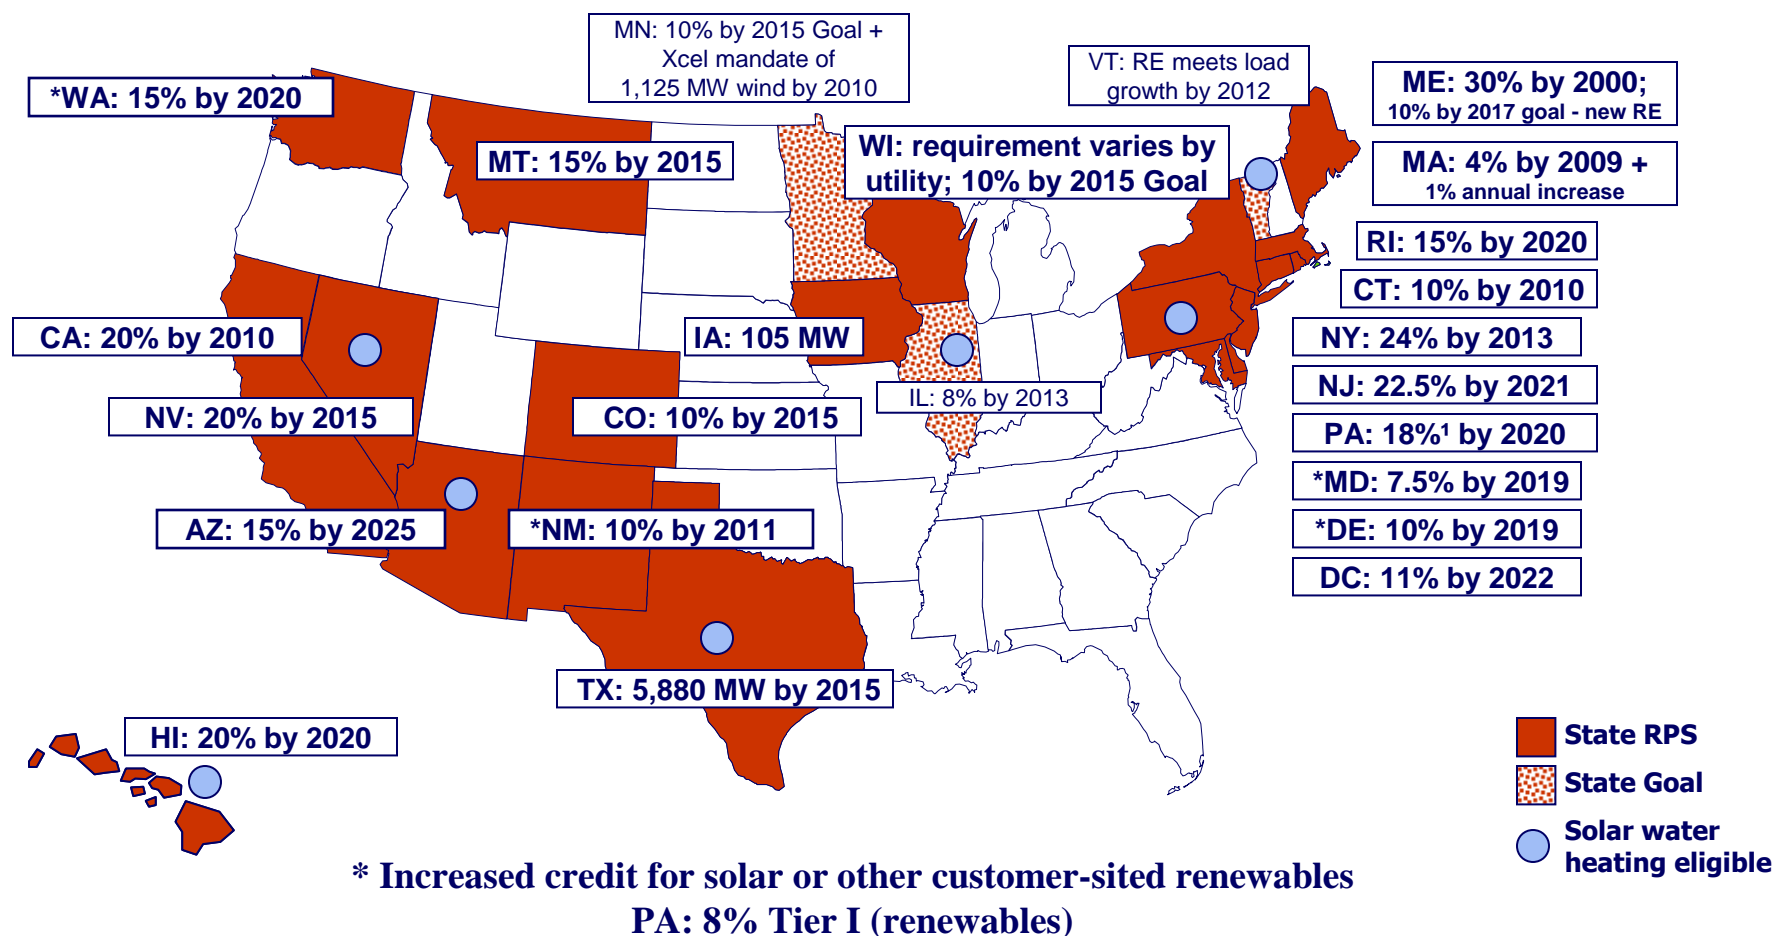 MN: 10% by 2015 Goal +
Xcel mandate of
1,125 MW wind by 2010
VT: RE meets load
growth by 2012
*WA: 15% by 2020
ME: 30% by 2000;
10% by 2017 goal - new RE
MT: 15% by 2015
WI: requirement varies by
utility; 10% by 2015 Goal
MA: 4% by 2009 +
1% annual increase
RI: 15% by 2020
CT: 10% by 2010
CA: 20% by 2010
IA: 105 MW
NY: 24% by 2013
NV: 20% by 2015
CO: 10% by 2015
IL: 8% by 2013
NJ: 22.5% by 2021
PA: 18%¹ by 2020
*MD: 7.5% by 2019
AZ: 15% by 2025
*NM: 10% by 2011
*DE: 10% by 2019
DC: 11% by 2022
TX: 5,880 MW by 2015
HI: 20% by 2020
State RPS
State Goal
Solar water
heating eligible
* Increased credit for solar or other customer-sited renewables
PA: 8% Tier I (renewables)